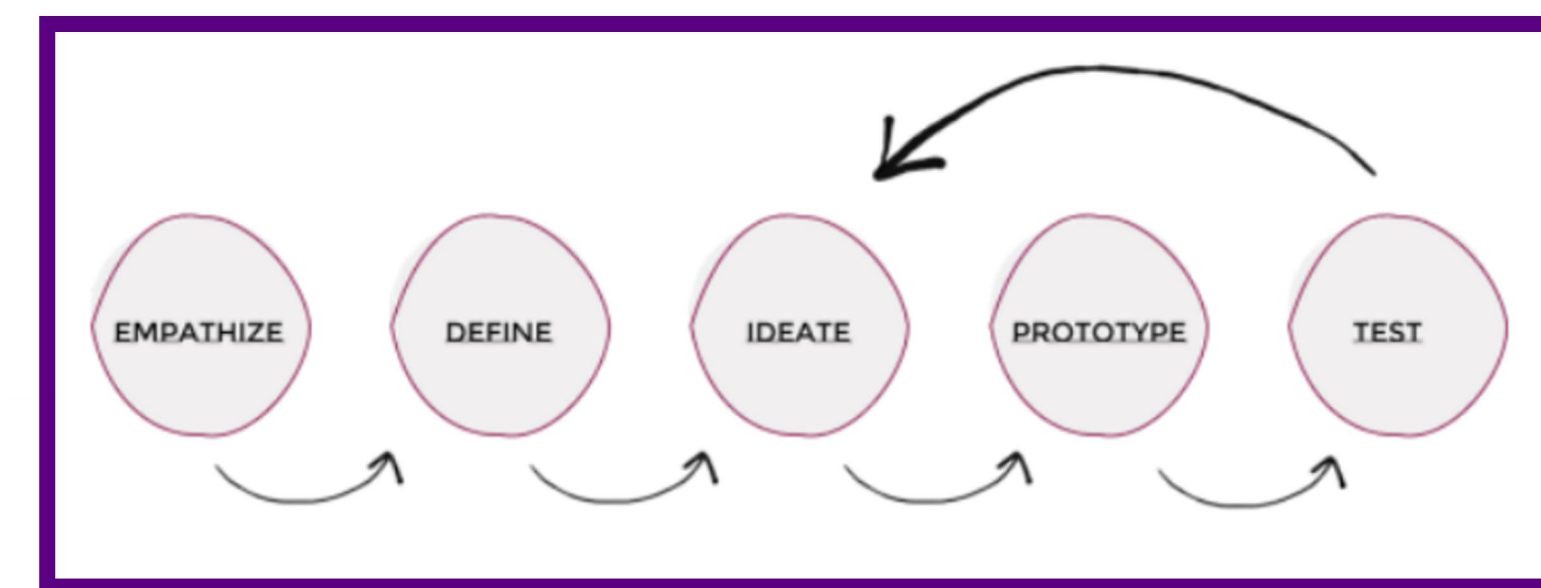 EMPATHIZE
DEFINE
IDEATE
PROTOTYPE
TEST